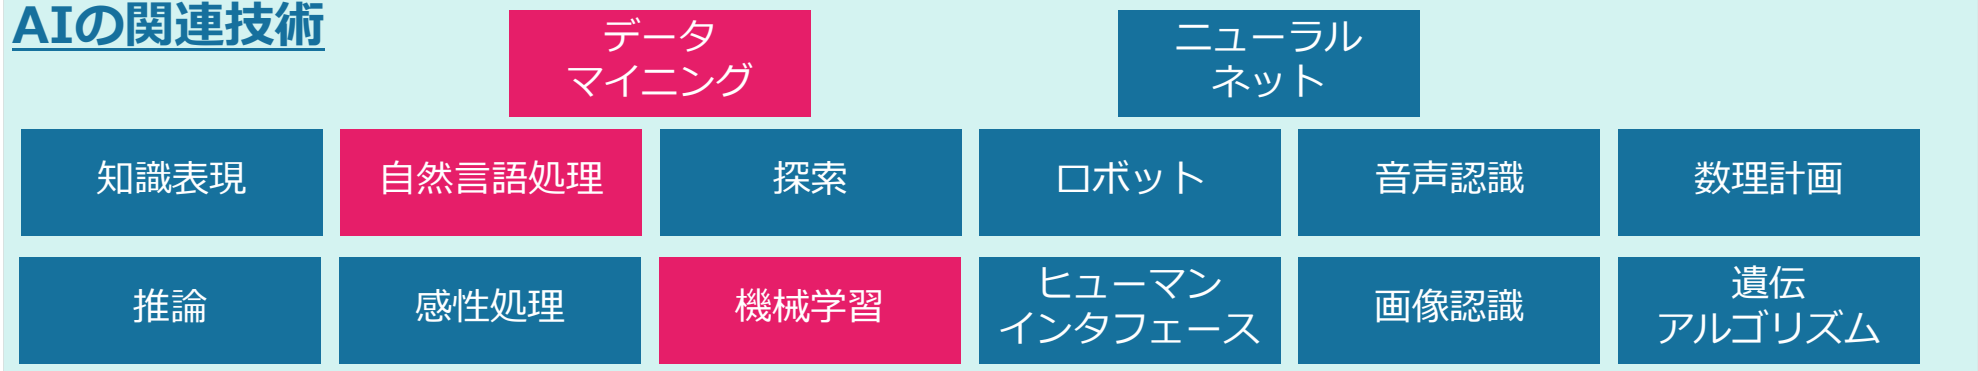 AIの関連技術
データ
マイニング
ニューラル
ネット
知識表現
自然言語処理
探索
ロボット
音声認識
数理計画
推論
感性処理
機械学習
ヒューマン
インタフェース
画像認識
遺伝
アルゴリズム